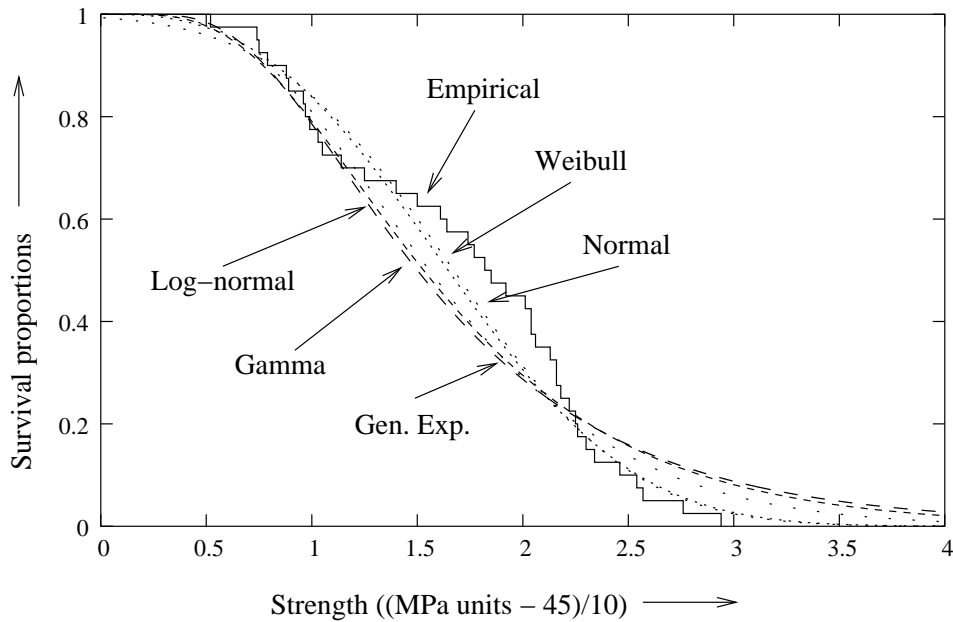 1
0.8
0.6
0.4
0.2
0
0
0.5
1
1.5
2
2.5
3
3.5
4
Survival proportions
Strength ((MPa units − 45)/10)
Empirical
Weibull
Normal
Log−normal
Gamma
Gen. Exp.